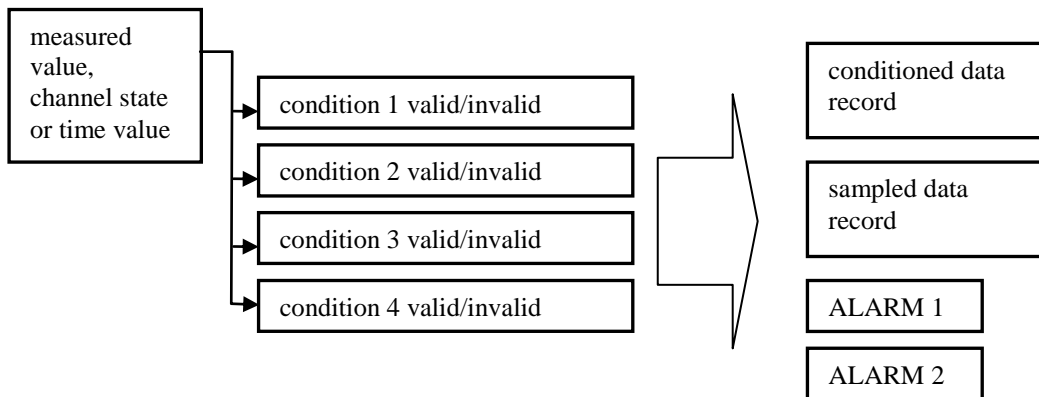 measured
value,
channel state
or time value
condition 1 valid/invalid
condition 2 valid/invalid
condition 3 valid/invalid
condition 4 valid/invalid
conditioned data
record
sampled data
record
ALARM 1
ALARM 2